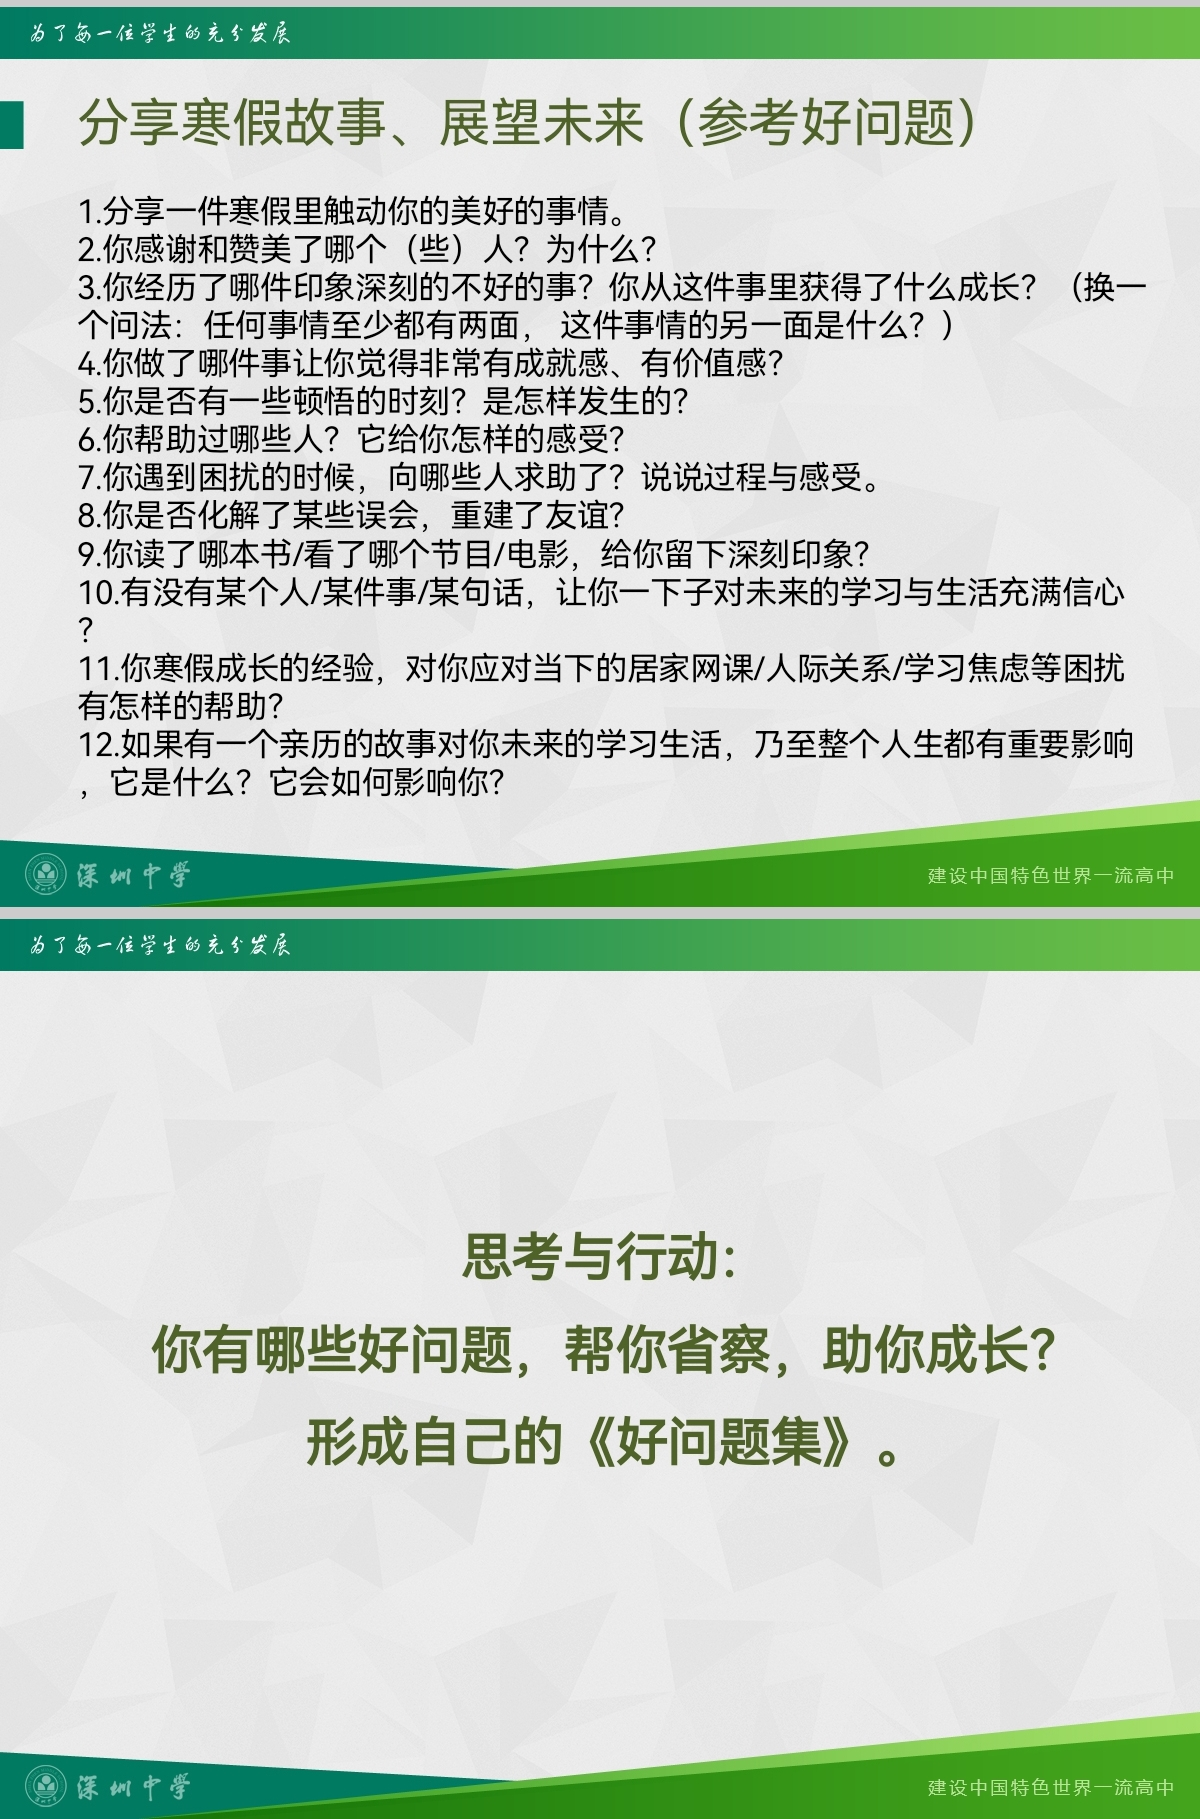 为了每一位学生的充分发展
分享寒假故事、展望未来（参考好问题）
1.分享一件寒假里触动你的美好的事情。
2.你感谢和赞美了哪个（些）人？为什么？
3.你经历了哪件印象深刻的不好的事？你从这件事里获得了什么成长？（换一
个问法：任何事情至少都有两面， 这件事情的另一面是什么？）
4.你做了哪件事让你觉得非常有成就感、有价值感？
5.你是否有一些顿悟的时刻？是怎样发生的？
6.你帮助过哪些人？它给你怎样的感受？
7.你遇到困扰的时候，向哪些人求助了？说说过程与感受。
8.你是否化解了某些误会，重建了友谊？
9.你读了哪本书/看了哪个节目/电影，给你留下深刻印象？
10.有没有某个人/某件事/某句话，让你一下子对未来的学习与生活充满信心
？
11.你寒假成长的经验，对你应对当下的居家网课/人际关系/学习焦虑等困扰
有怎样的帮助？
12.如果有一个亲历的故事对你未来的学习生活，乃至整个人生都有重要影响
，它是什么？它会如何影响你？
深圳中学
建设中国特色世界一流高中
为了每一位学生的充分发展
思考与行动：
你有哪些好问题，帮你省察，助你成长？
形成自己的《好问题集》。
深圳中学
建设中国特色世界一流高中